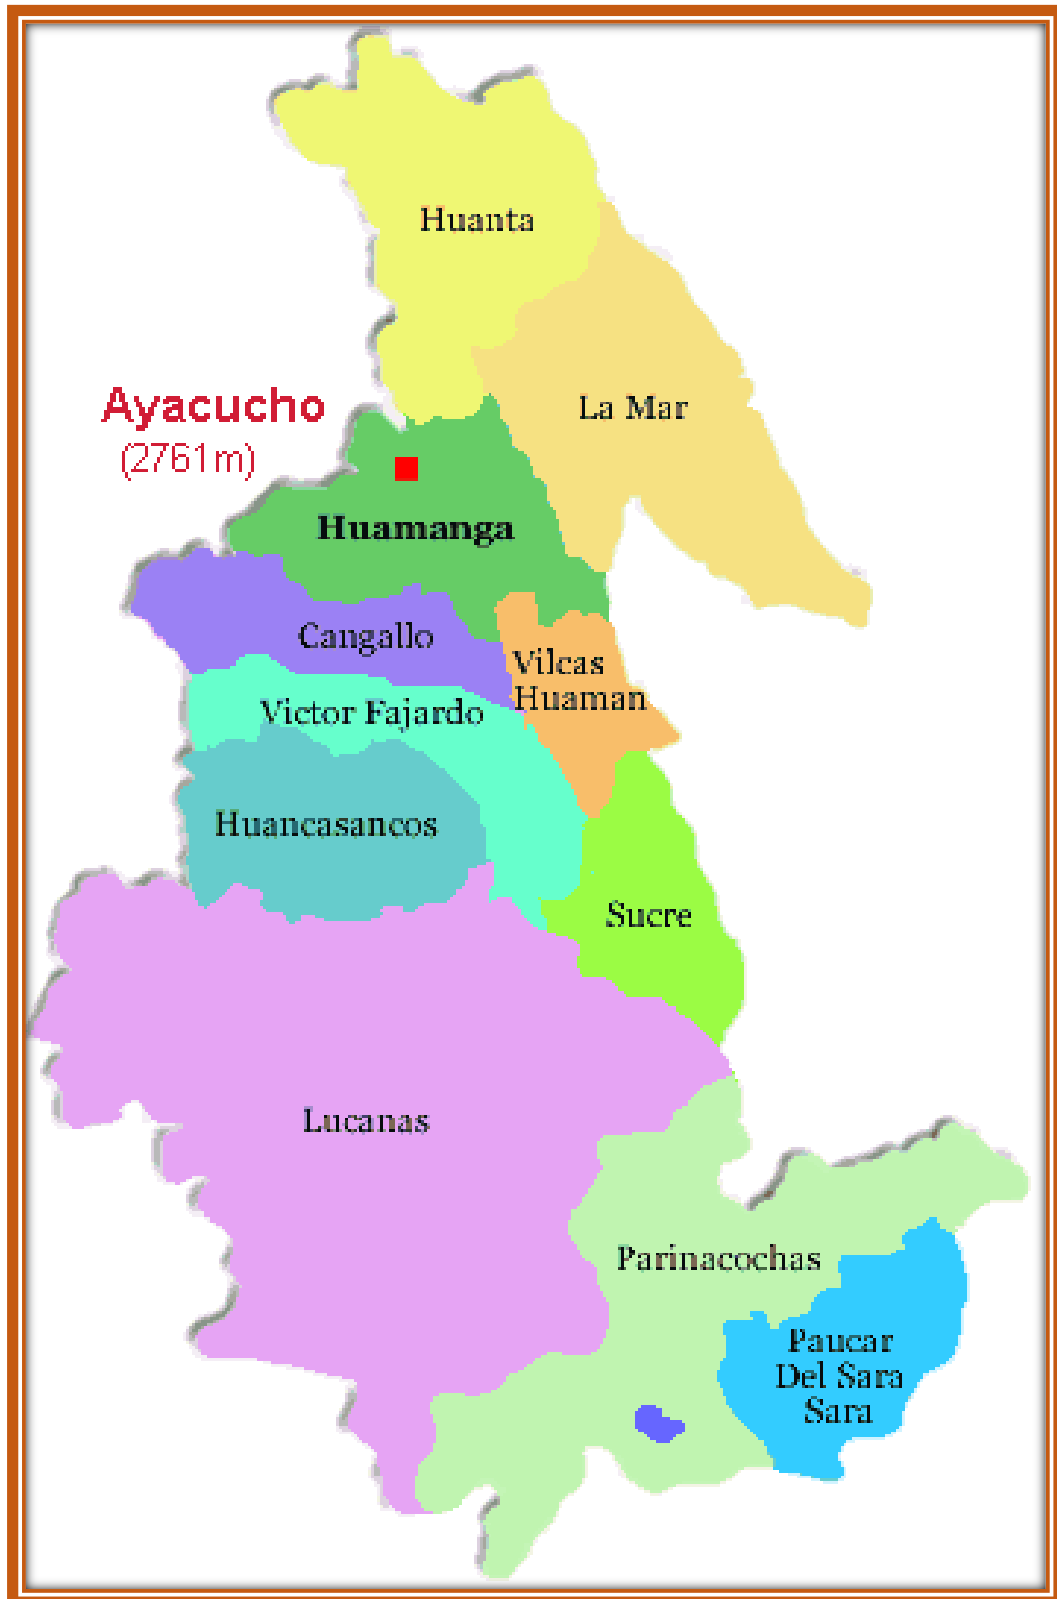 Huanta
La Mar
Ayacucho
(2761m)
Huamanga
Cangallo
Vilcas
Huaman
Victor Fajardo
Huancasancos
Sucre
Lucanas
Parinacochas
Paucar
Del Sara
Sara